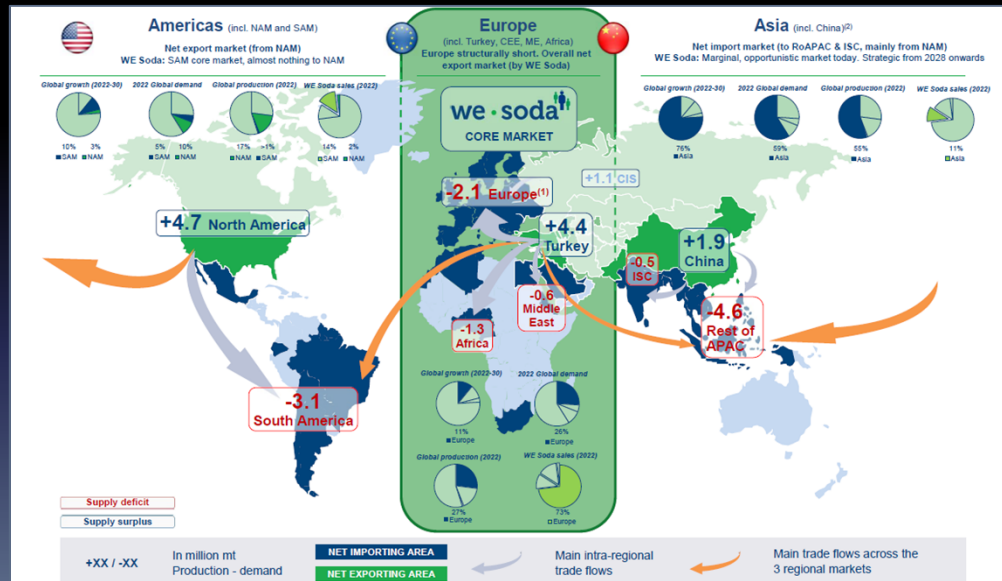 Americas (incl. NAM and SAM)
Net export market (from NAM)
WE Soda: SAM core market, almost nothing to NAM
Global growth (2022-30)
2022 Global demand
Global production (2022)
WE Soda sales (2022)
10% 3%
■SAM ■NAM
5% 10%
■SAM ■NAM
17% ~1%
■NAM ■SAM
14% 2%
□SAM ■NAM
Europe
(incl. Turkey, CEE, ME, Africa)
Europe structurally short. Overall net
export market (by WE Soda)
we soda
CORE MARKET
Asia (incl. China)(2)
Net import market (to RoAPAC & ISC, mainly from NAM)
WE Soda: Marginal, opportunistic market today. Strategic from 2028 onwards
Global growth (2022-30)
2022 Global demand
Global production (2022)
WE Soda sales (2022)
76%
■Asia
59%
■Asia
55%
■Asia
11%
□Asia
+1.1 CIS
-2.1 Europe(1)
+4.7 North America
+4.4
Turkey
+1.9
China
-0.5
ISC
-0.6
Middle
East
-4.6
Rest of
APAC
-1.3
Africa
-3.1
South America
Global growth (2022-30)
2022 Global demand
11%
■Europe
26%
■Europe
Global production (2022)
WE Soda sales (2022)
27%
■Europe
73%
□Europe
Supply deficit
Supply surplus
+XX / -XX
In million mt
Production - demand
NET IMPORTING AREA
NET EXPORTING AREA
Main intra-regional
trade flows
Main trade flows across the
3 regional markets